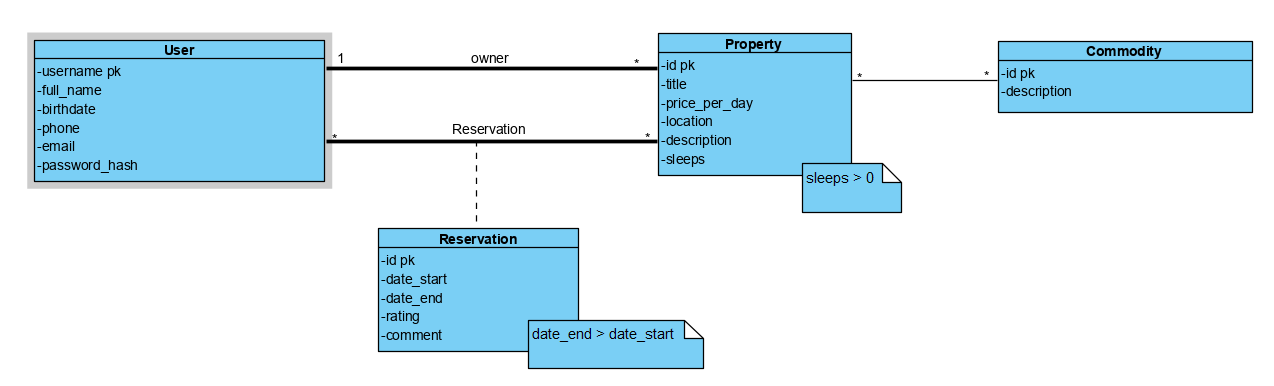 User
-username pk
-full_name
-birthdate
-phone
-email
-password_hash
1
owner
*
*
Reservation
*
Property
-id pk
-title
-price_per_day
-location
-description
-sleeps
sleeps > 0
*
*
Commodity
-id pk
-description
Reservation
-id pk
-date_start
-date_end
-rating
-comment
date_end > date_start